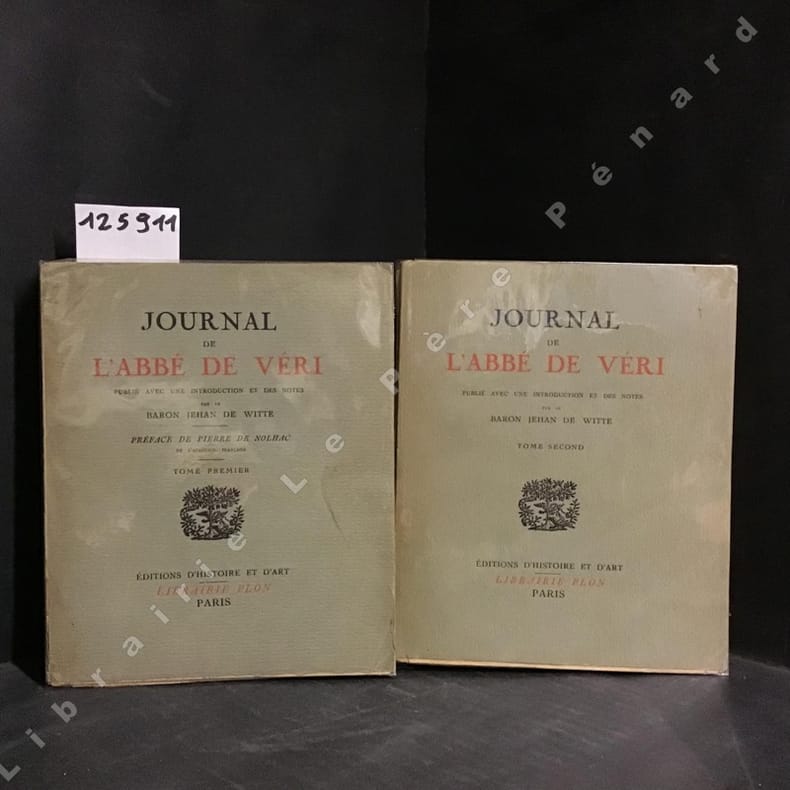 125911
JOURNAL
DE
L'ABBÉ DE VÉRI
PUBLIÉ AVEC UNE INTRODUCTION ET DES NOTES
PAR LE
BARON JEHAN DE WITTE
PRÉFACE DE PIERRE DE NOLHAC
DE L'ACADÉMIE FRANÇAISE
TOME PREMIER
ÉDITIONS D'HISTOIRE ET D'ART
LIBRAIRIE PLON
PARIS
JOURNAL
DE
L'ABBÉ DE VÉRI
PUBLIÉ AVEC UNE INTRODUCTION ET DES NOTES
PAR LE
BARON JEHAN DE WITTE
TOME SECOND
ÉDITIONS D'HISTOIRE ET D'ART
LIBRAIRIE PLON
PARIS
Librairie Le Père Pénard